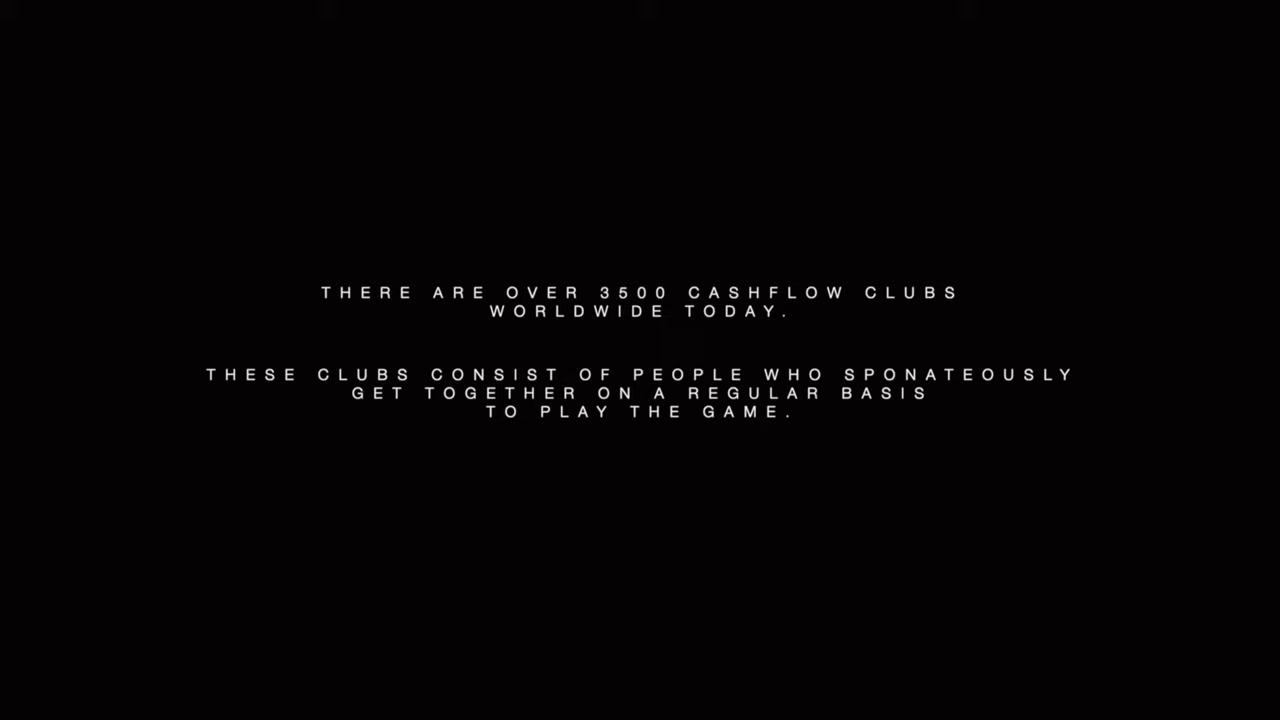 THERE ARE OVER 3500 CASHFLOW CLUBS
WORLDWIDE TODAY.
THESE CLUBS CONSIST OF PEOPLE WHO SPONATEOUSLY
GET TOGETHER ON A REGULAR BASIS
TO PLAY THE GAME.